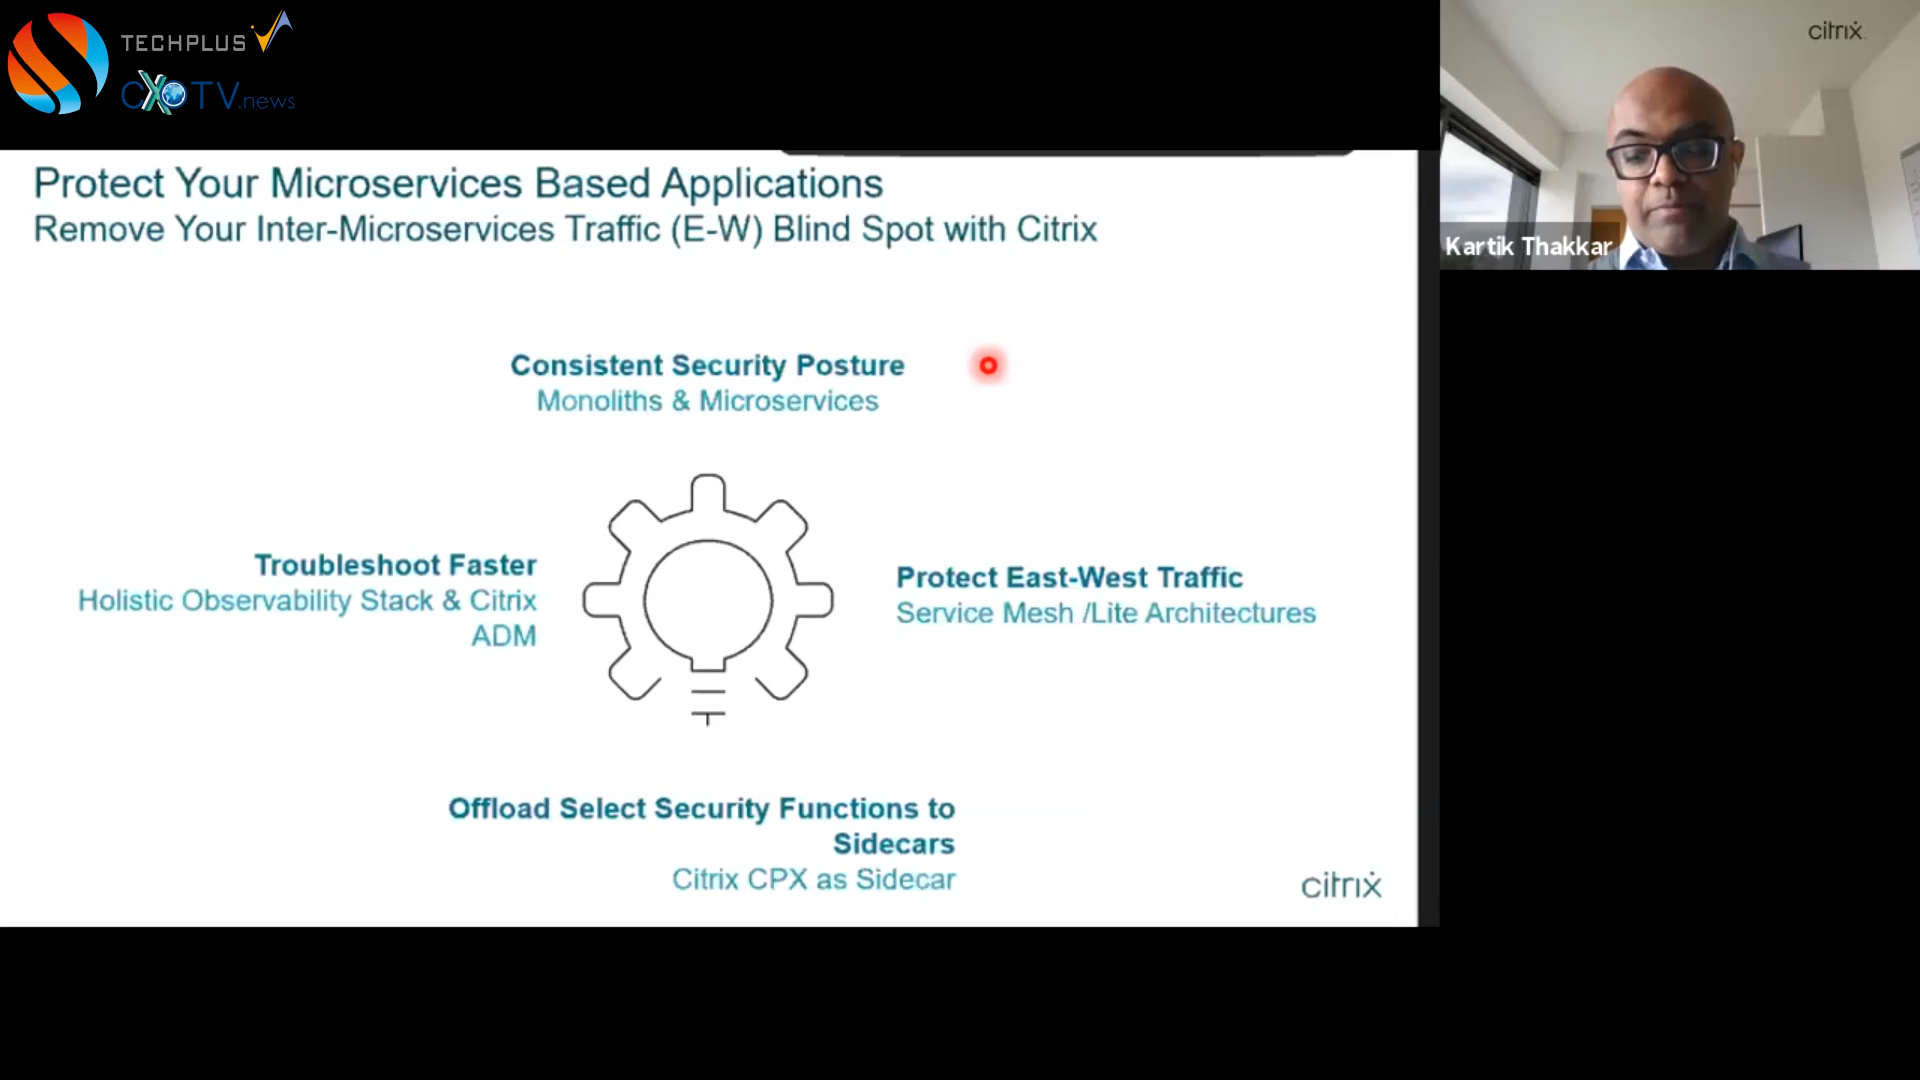 TECHPLUS
CXOTV.news
citrix
Kartik Thakkar
Protect Your Microservices Based Applications
Remove Your Inter-Microservices Traffic (E-W) Blind Spot with Citrix
Consistent Security Posture
Monoliths & Microservices
Troubleshoot Faster
Holistic Observability Stack & Citrix
ADM
Protect East-West Traffic
Service Mesh /Lite Architectures
Offload Select Security Functions to
Sidecars
Citrix CPX as Sidecar
citrix